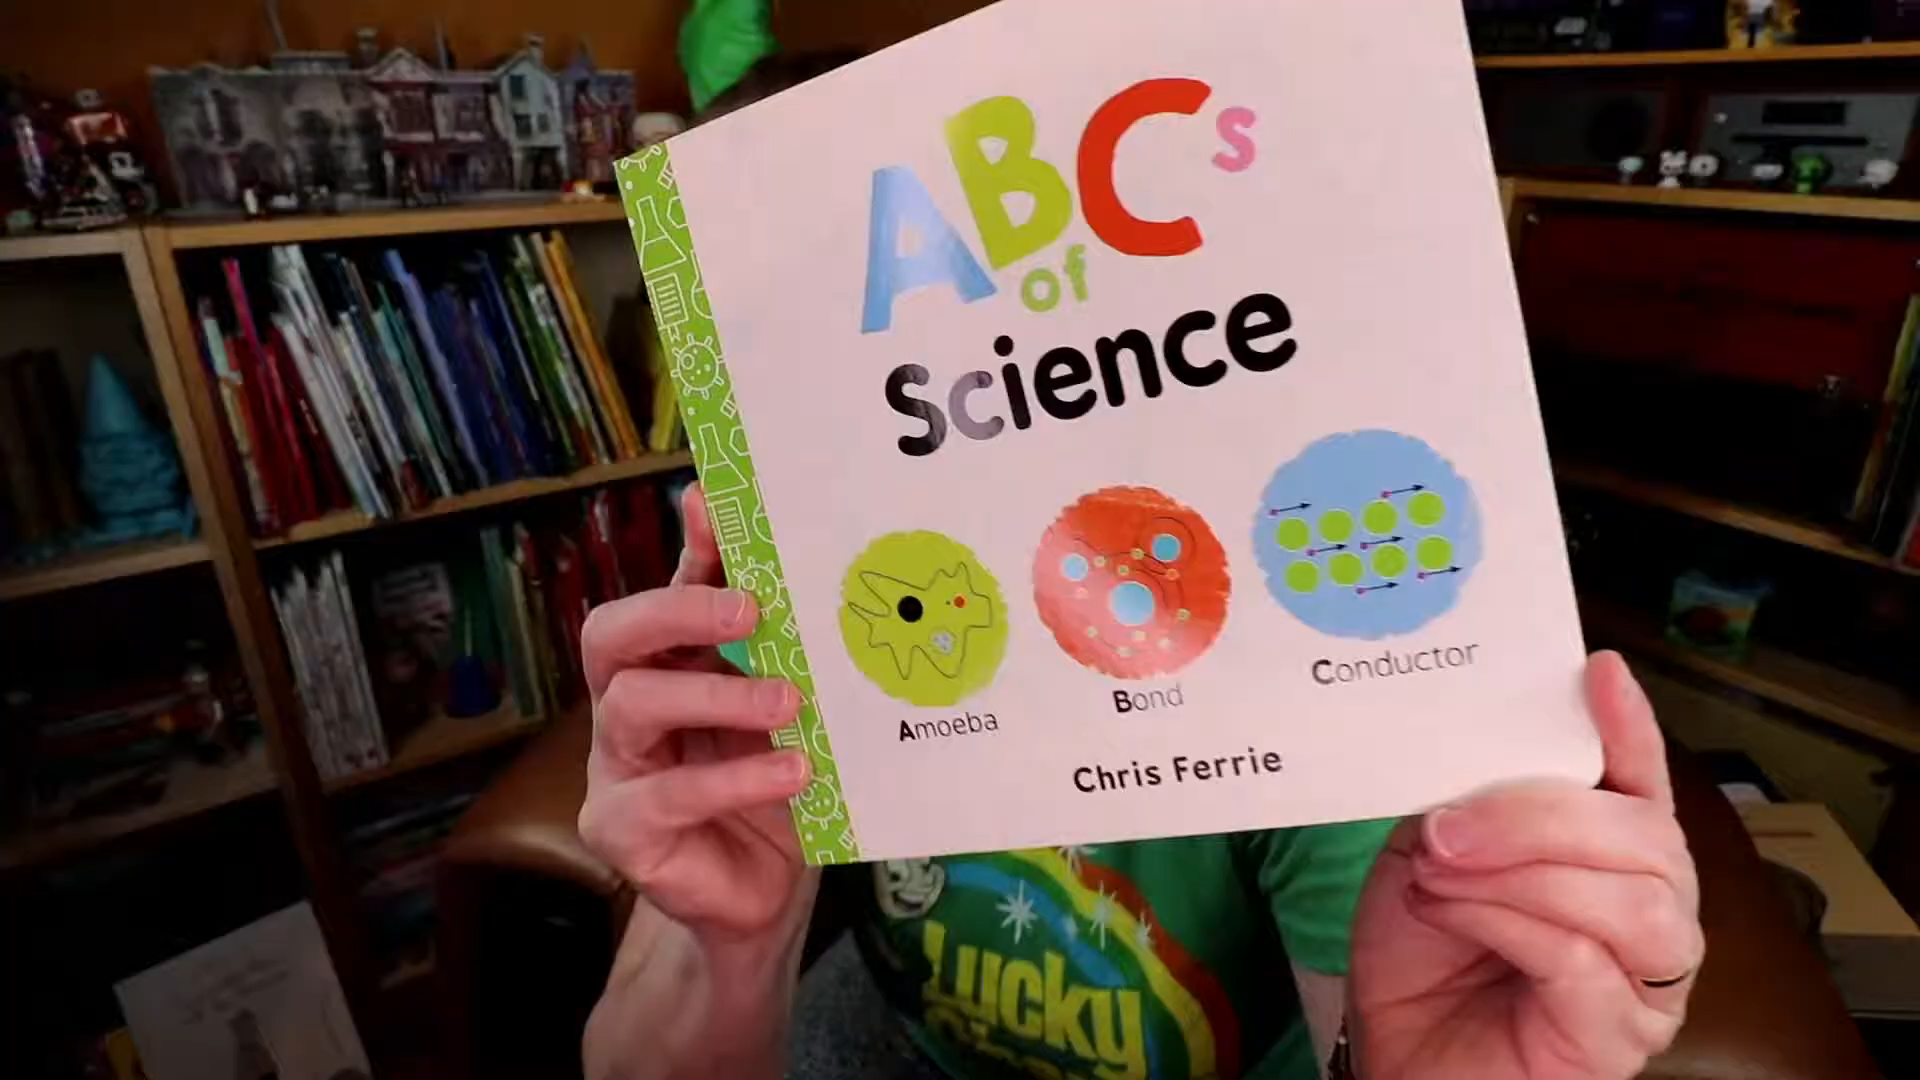 ABCs
of
Science
Amoeba
Bond
Conductor
Chris Ferrie
Lucky